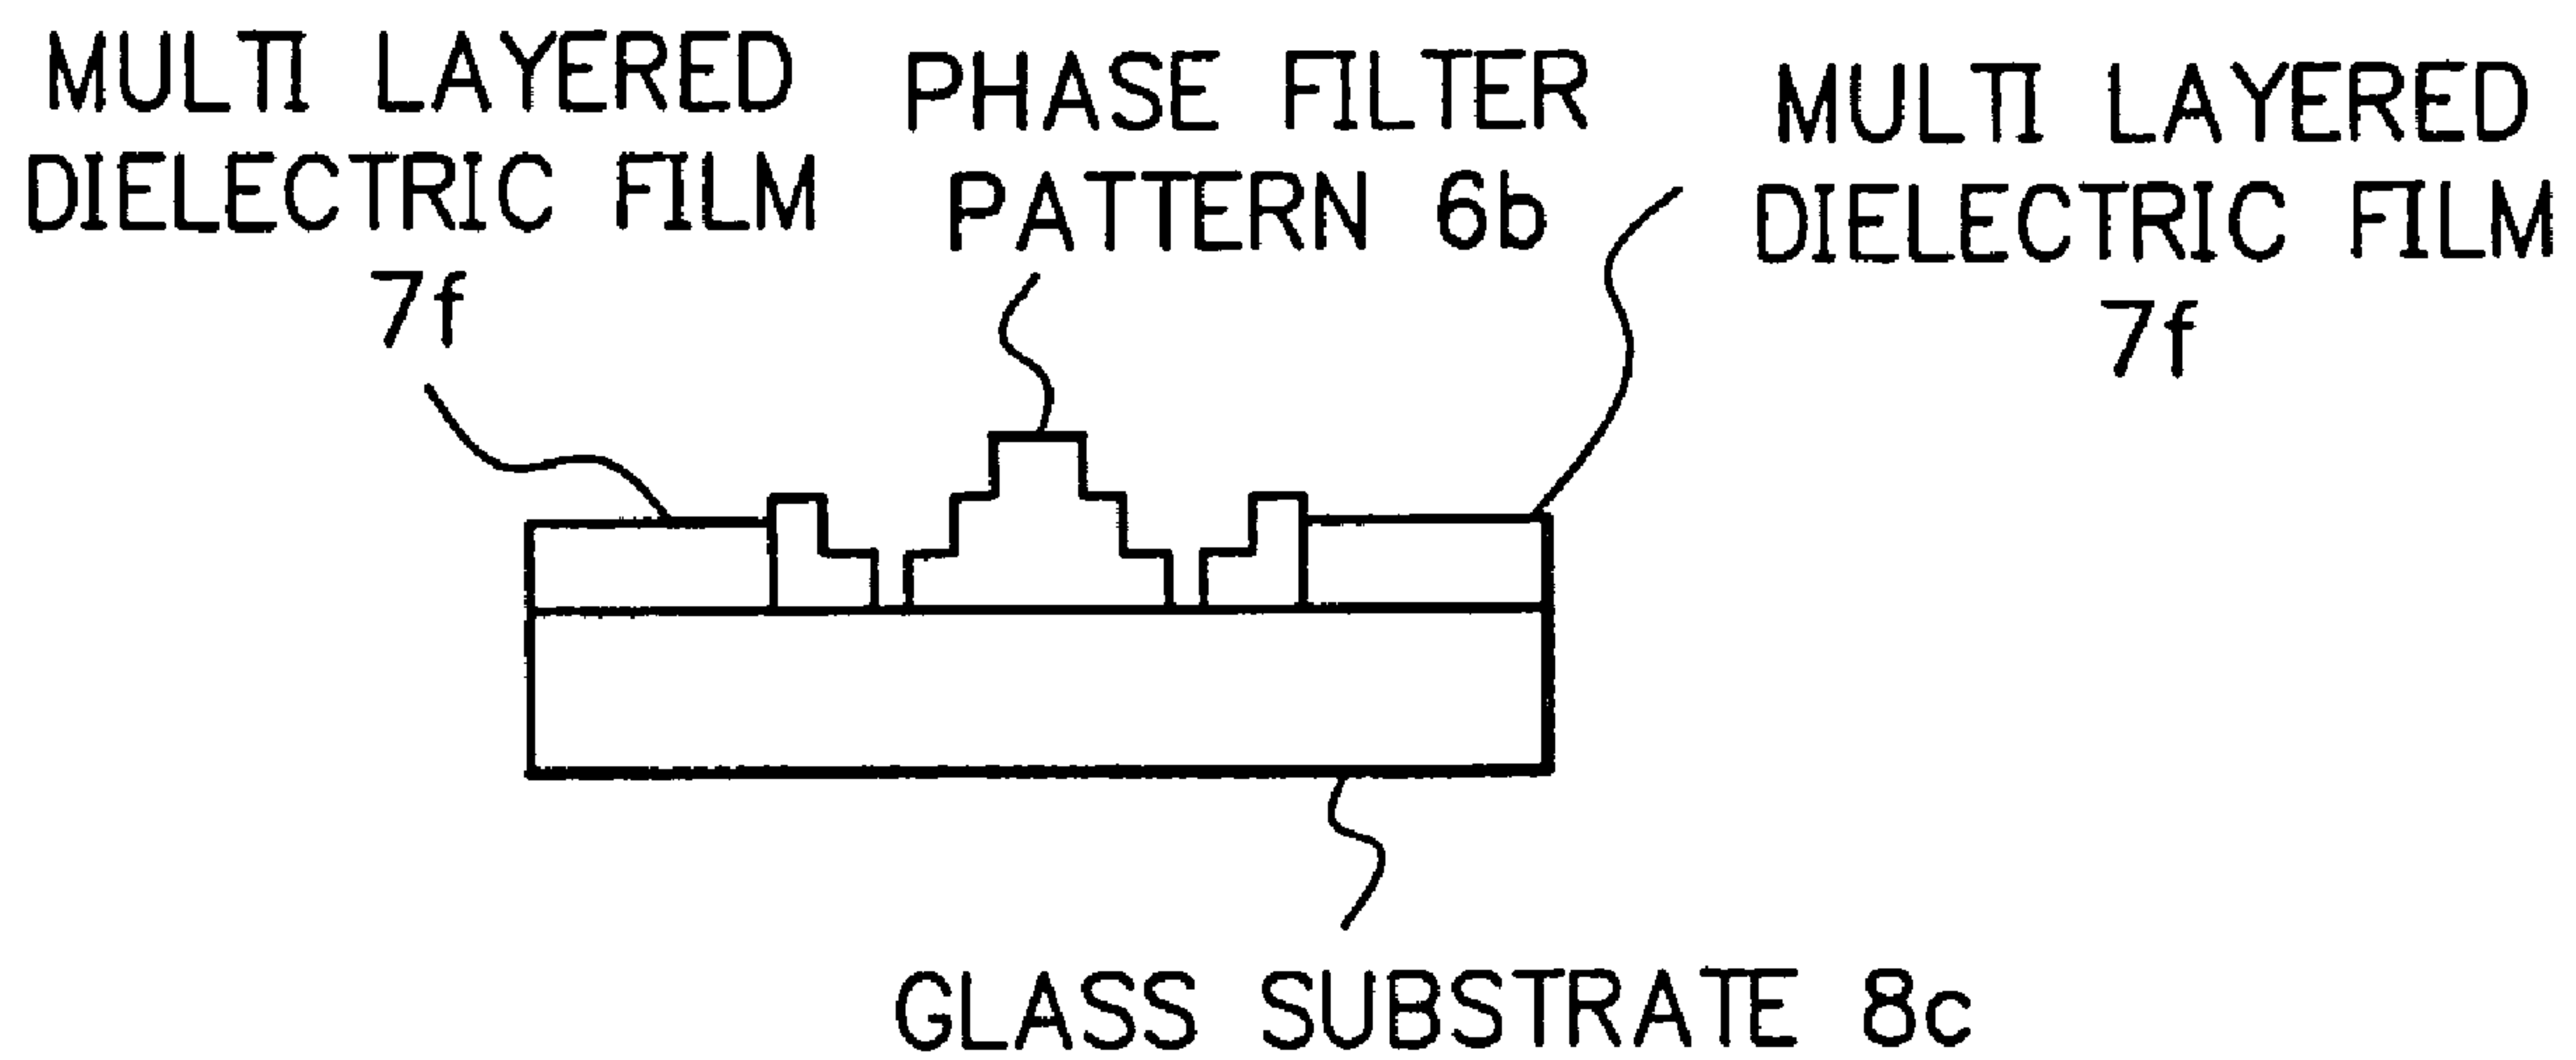 MULTI LAYERED
DIELECTRIC FILM
7f
PHASE FILTER
PATTERN 6b
MULTI LAYERED
DIELECTRIC FILM
7f
GLASS SUBSTRATE 8c